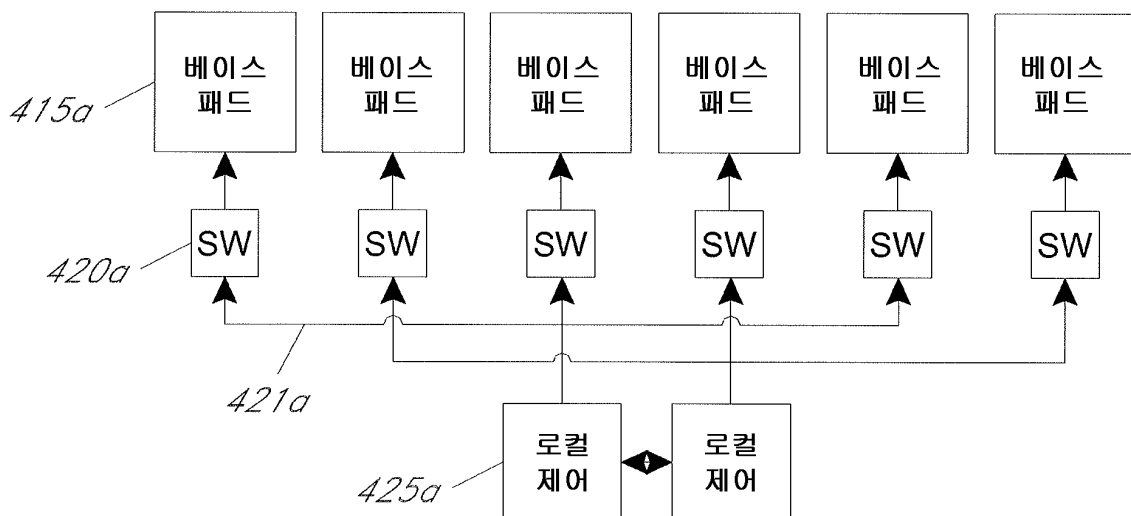 베이스 패드
베이스 패드
베이스 패드
베이스 패드
베이스 패드
베이스 패드
415a
SW
SW
SW
SW
SW
SW
420a
421a
로컬 제어
로컬 제어
425a